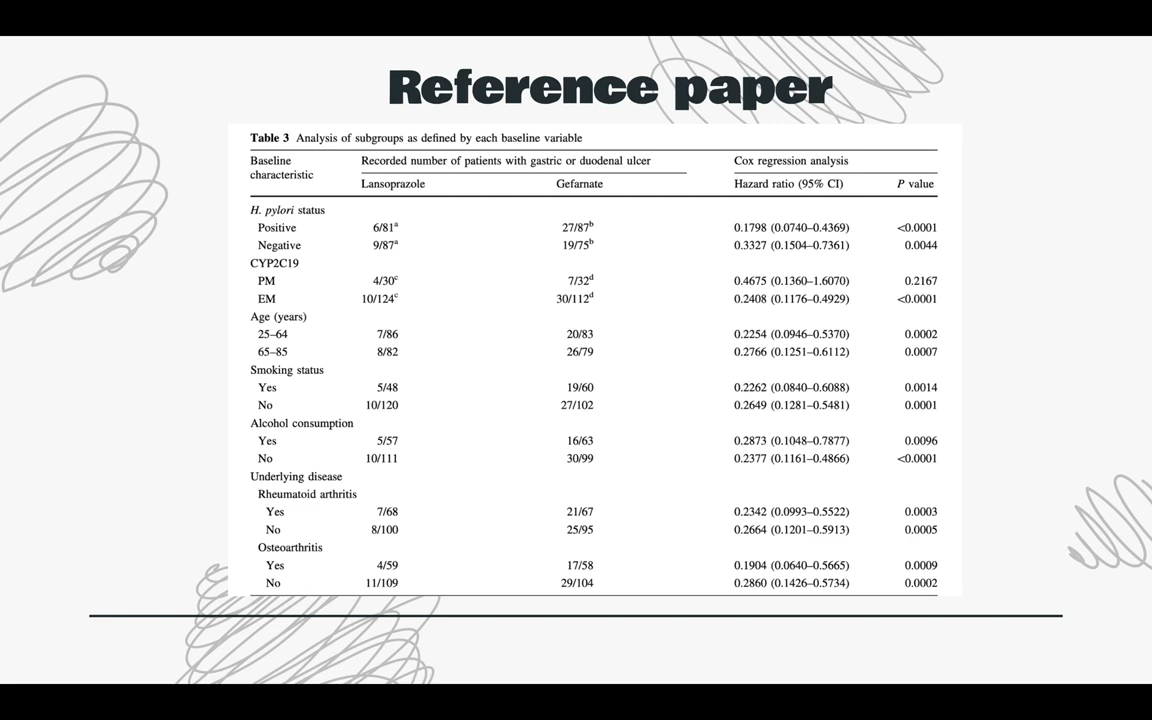 Reference paper
Table 3 Analysis of subgroups as defined by each baseline variable
Baseline characteristic Recorded number of patients with gastric or duodenal ulcer Cox regression analysis
Lansoprazole Gefarnate Hazard ratio (95% CI) P value
H. pylori status
Positive 6/81a 27/87b 0.1798 (0.0740–0.4369) <0.0001
Negative 9/87a 19/75b 0.3327 (0.1504–0.7361) 0.0044
CYP2C19
PM 4/30c 7/32d 0.4675 (0.1360–1.6070) 0.2167
EM 10/124c 30/112d 0.2408 (0.1176–0.4929) <0.0001
Age (years)
25–64 7/86 20/83 0.2254 (0.0946–0.5370) 0.0002
65–85 8/82 26/79 0.2766 (0.1251–0.6112) 0.0007
Smoking status
Yes 5/48 19/60 0.2262 (0.0840–0.6088) 0.0014
No 10/120 27/102 0.2649 (0.1281–0.5481) 0.0001
Alcohol consumption
Yes 5/57 16/63 0.2873 (0.1048–0.7877) 0.0096
No 10/111 30/99 0.2377 (0.1161–0.4866) <0.0001
Underlying disease
Rheumatoid arthritis
Yes 7/68 21/67 0.2342 (0.0993–0.5522) 0.0003
No 8/100 25/95 0.2664 (0.1201–0.5913) 0.0005
Osteoarthritis
Yes 4/59 17/58 0.1904 (0.0640–0.5665) 0.0009
No 11/109 29/104 0.2860 (0.1426–0.5734) 0.0002